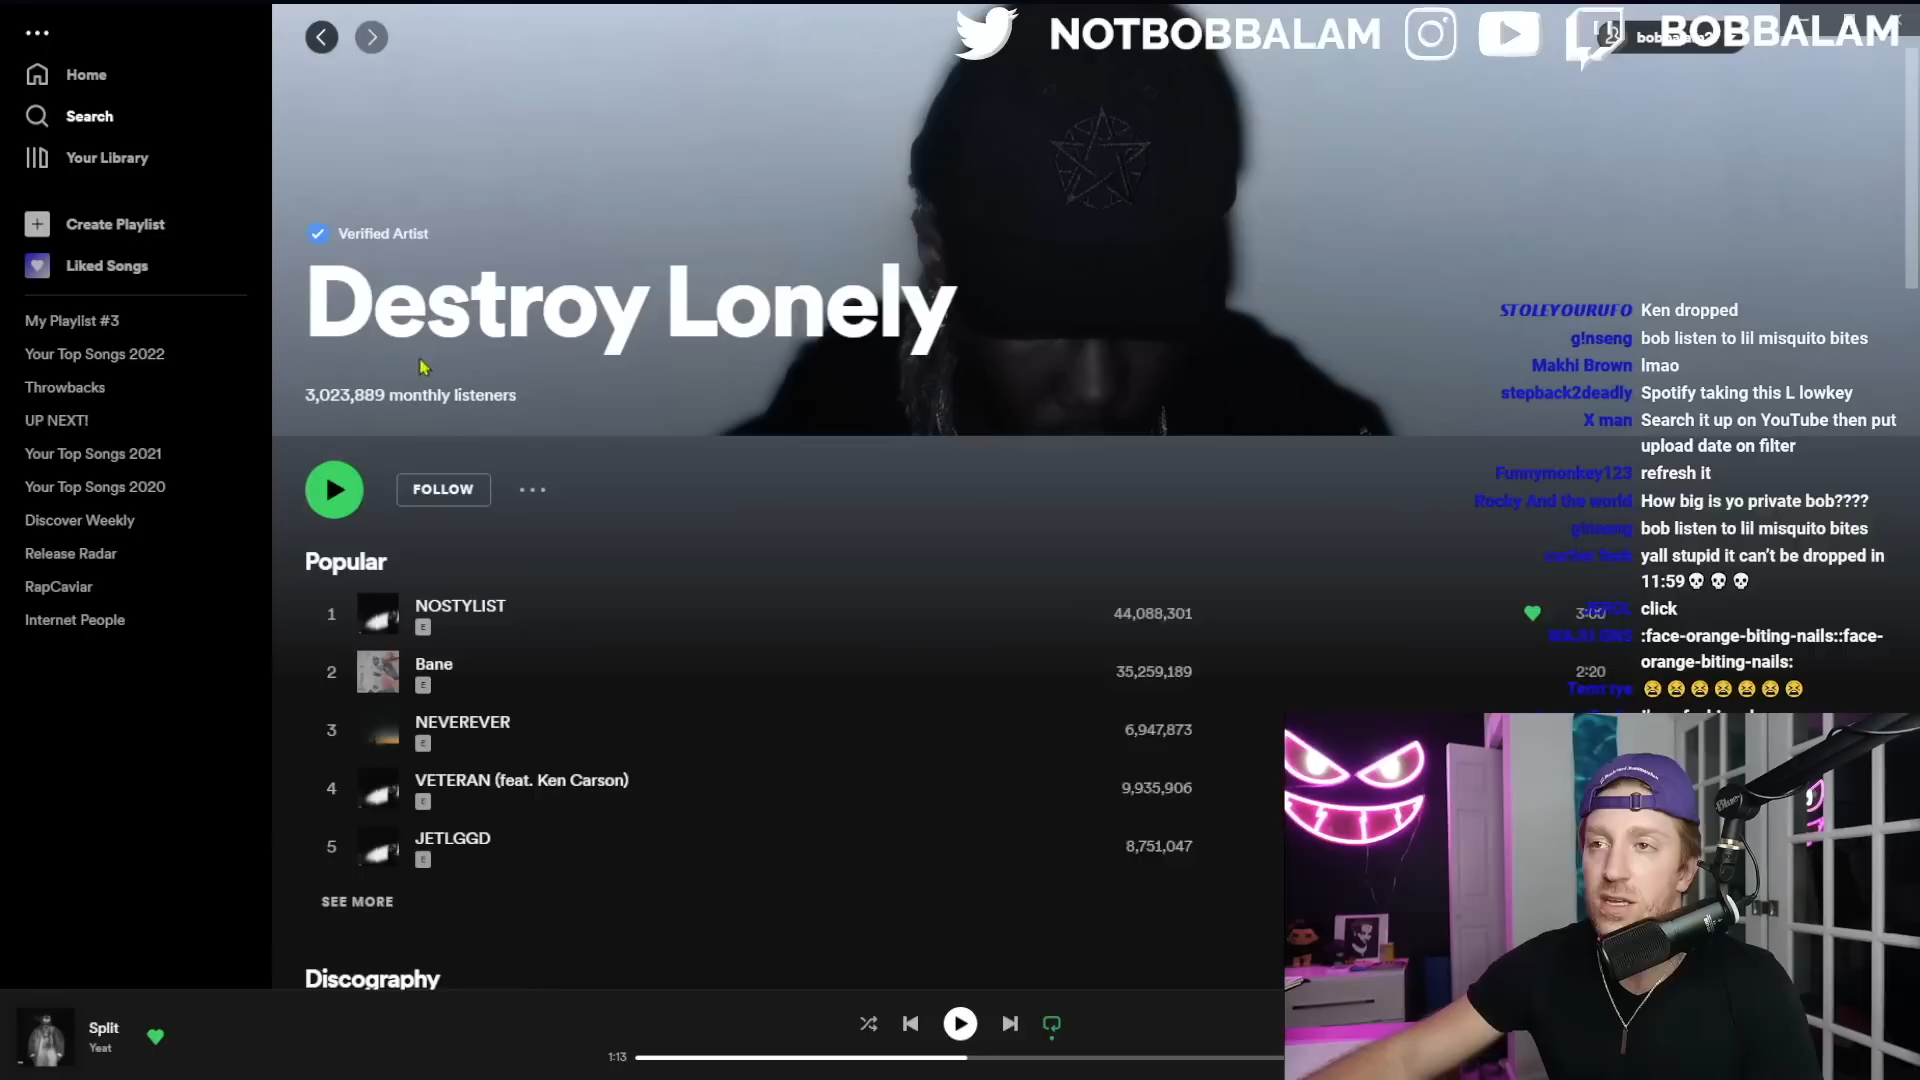 NOTBOBBALAM
BOBBALAM
Home
Search
Your Library
Create Playlist
Liked Songs
My Playlist #3
Your Top Songs 2022
Throwbacks
UP NEXT!
Your Top Songs 2021
Your Top Songs 2020
Discover Weekly
Release Radar
RapCaviar
Internet People
Verified Artist
Destroy Lonely
3,023,889 monthly listeners
FOLLOW
Popular
1 NOSTYLIST 44,088,301 3:00
E
2 Bane 35,259,189 2:20
E
3 NEVEREVER 6,947,873
E
4 VETERAN (feat. Ken Carson) 9,935,906
E
5 JETLGGD 8,751,047
E
SEE MORE
Discography
STOLEYOURUFO Ken dropped
g!nseng bob listen to lil misquito bites
Makhi Brown lmao
stepback2deadly Spotify taking this L lowkey
X man Search it up on YouTube then put
upload date on filter
Funnymonkey123 refresh it
Rocky And the world How big is yo private bob????
g!nseng bob listen to lil misquito bites
yall stupid it can't be dropped in
11:59💀💀💀
click
:face-orange-biting-nails::face-
orange-biting-nails:
😫😫😫😫😫😫😫
Split
Yeat
1:13